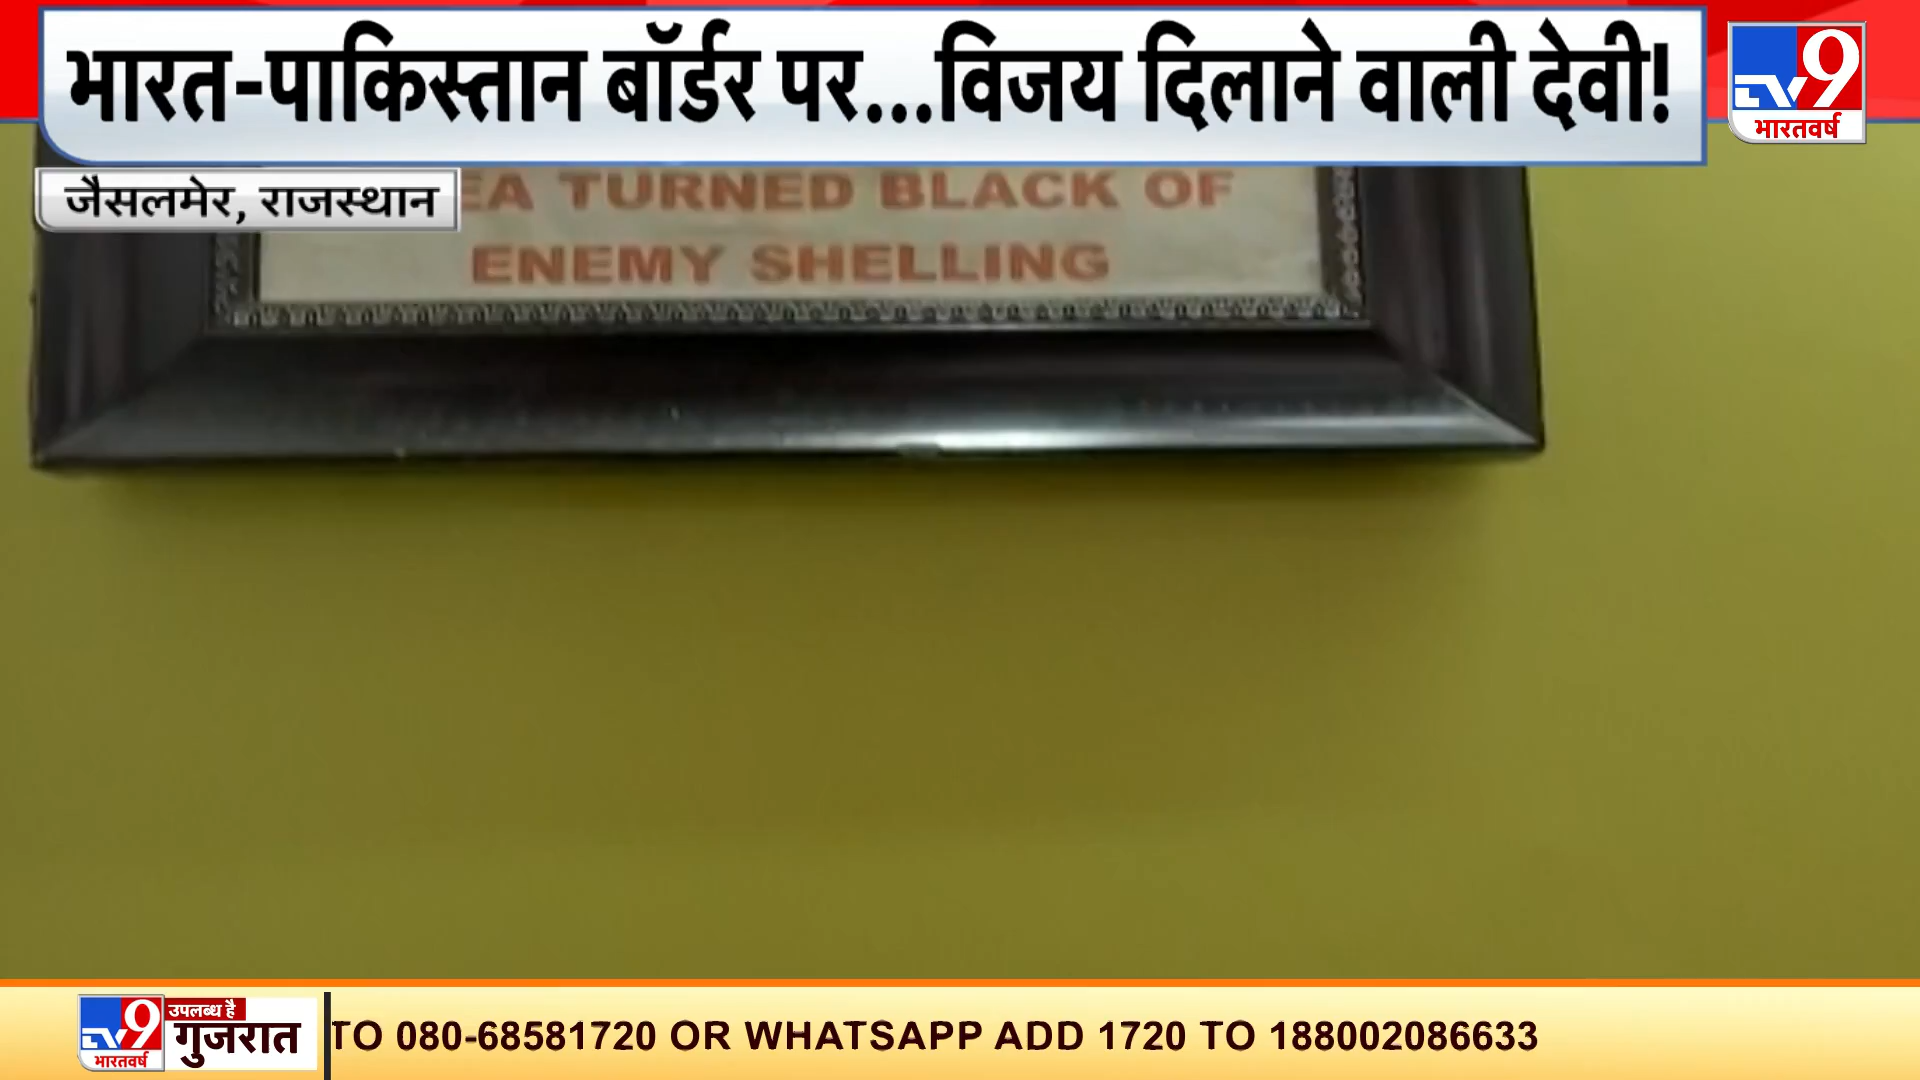 भारत-पाकिस्तान बॉर्डर पर...विजय दिलाने वाली देवी!
TV9
भारतवर्ष
जैसलमेर, राजस्थान
TURNED BLACK OF
ENEMY SHELLING
TV9
भारतवर्ष
उपलब्ध है
गुजरात
TO 080-68581720 OR WHATSAPP ADD 1720 TO 188002086633